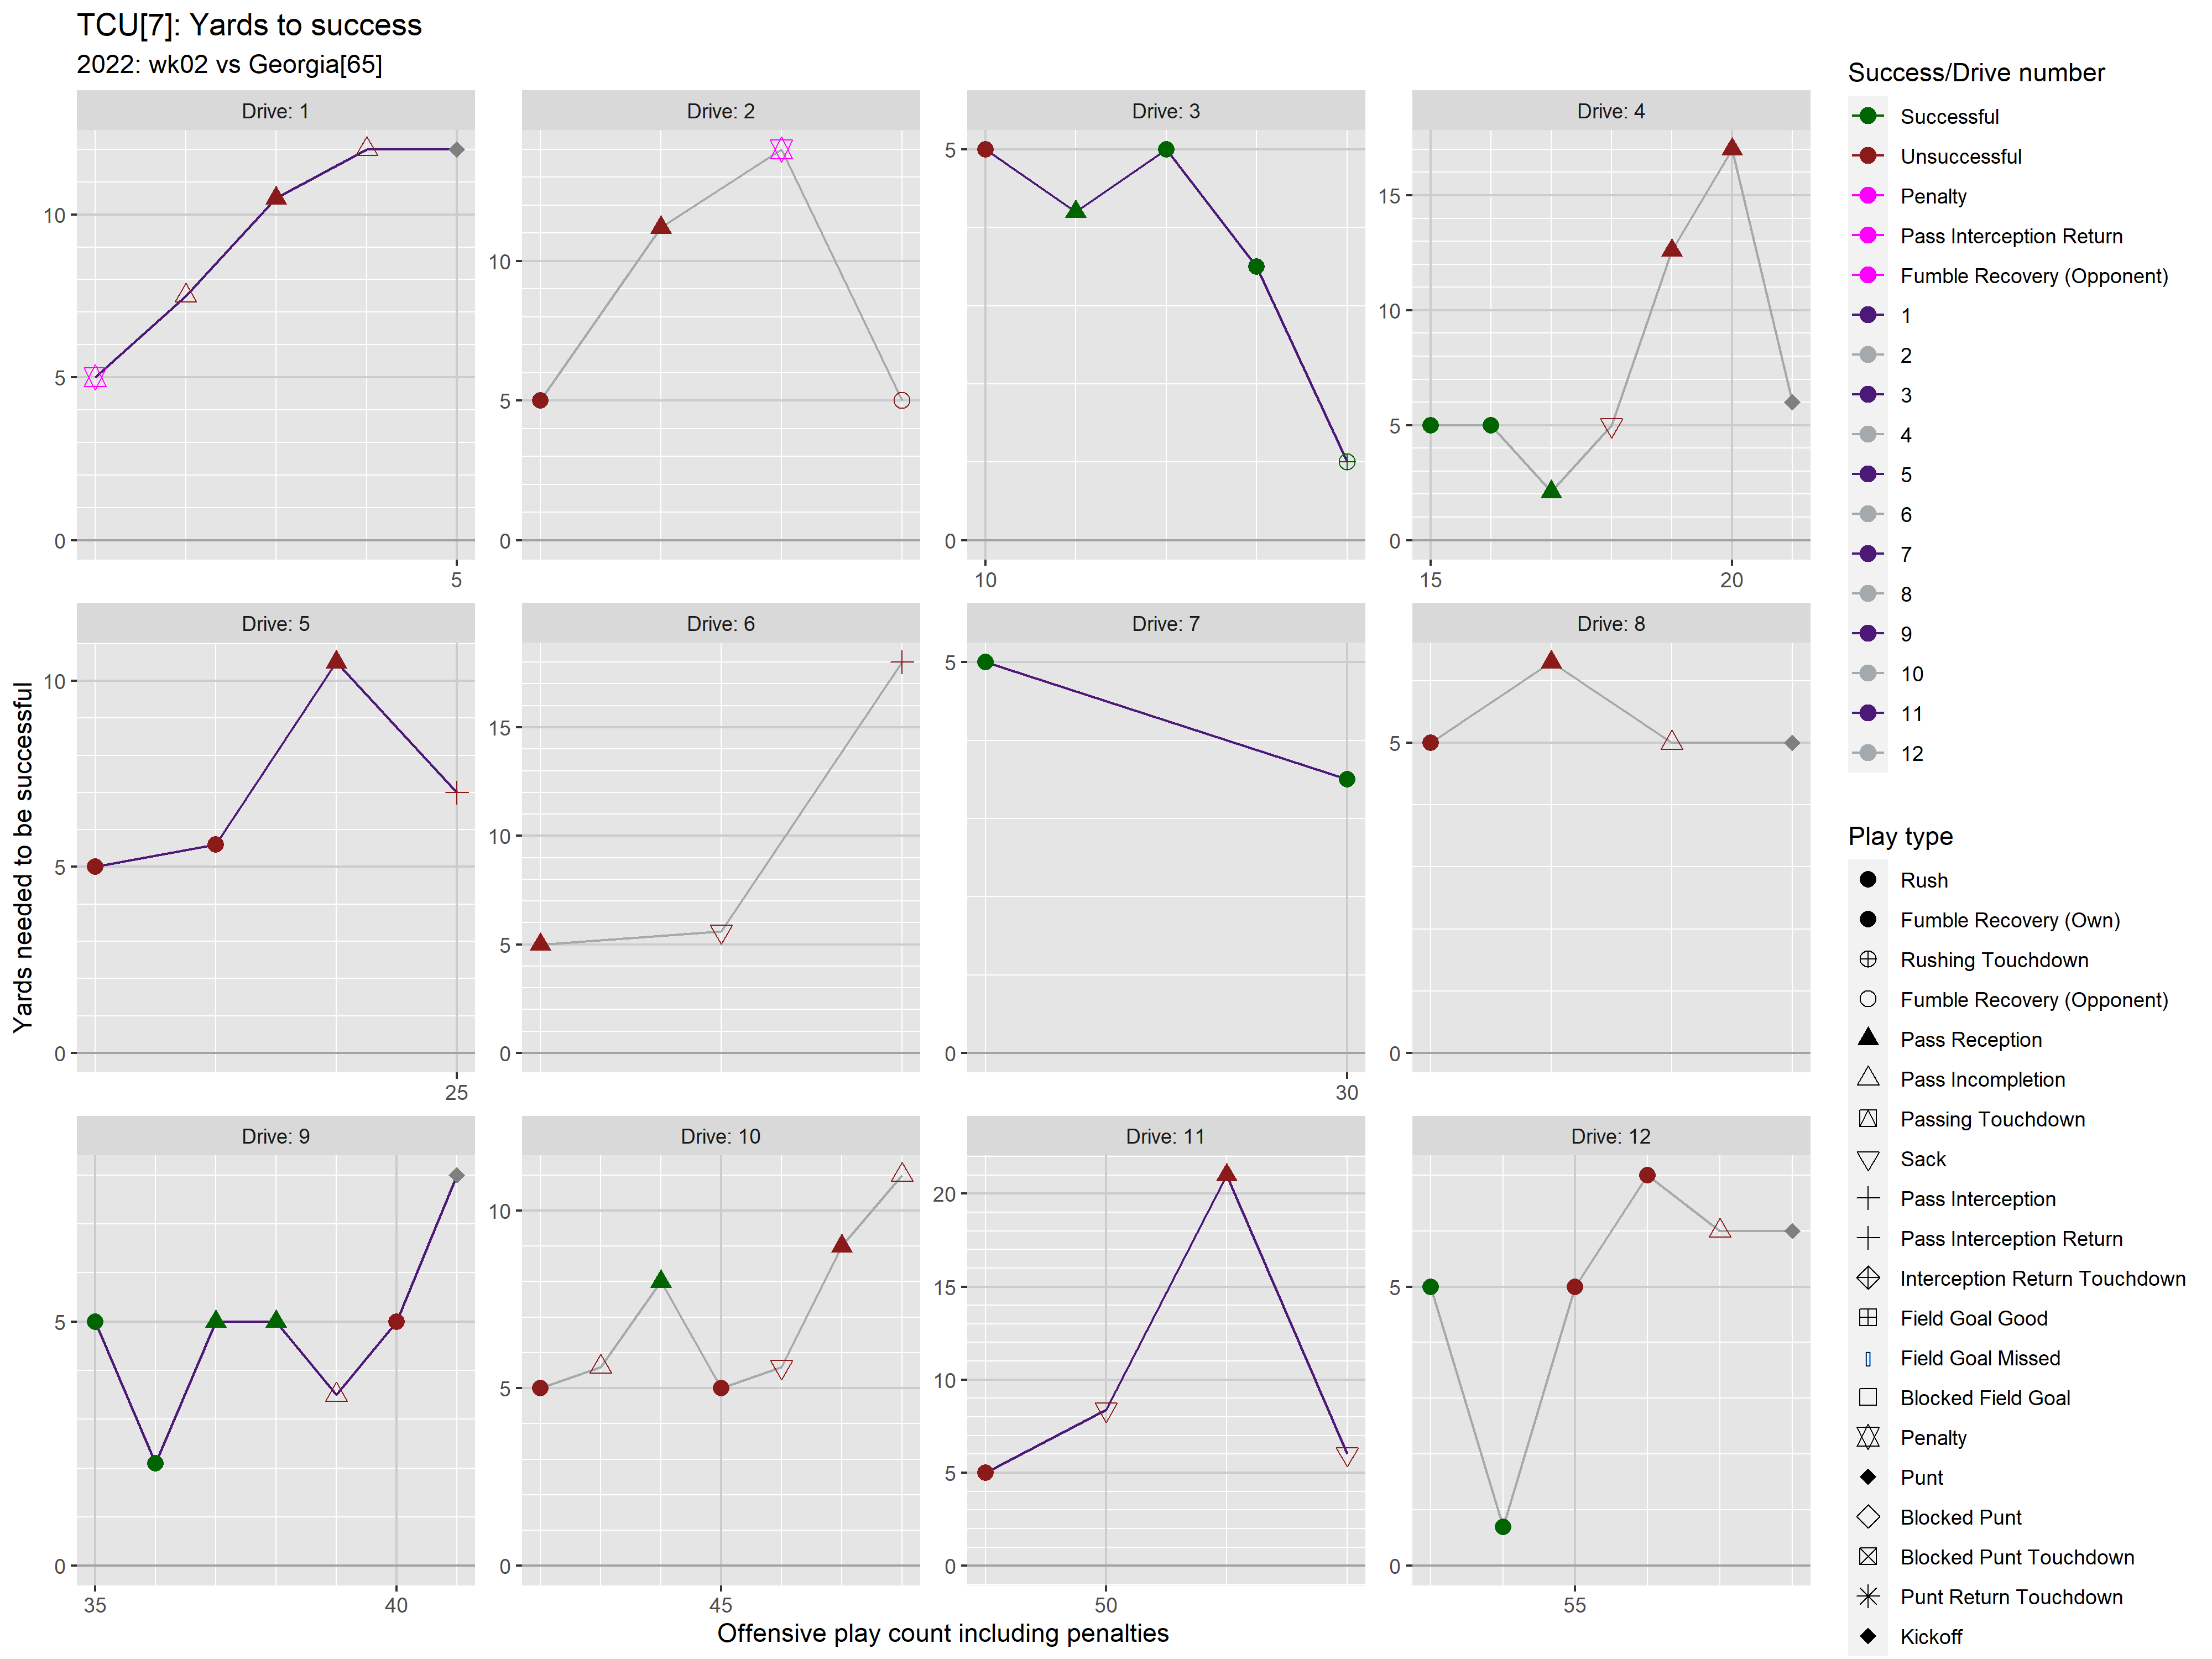 TCU[7]: Yards to success
2022: wk02 vs Georgia[65]
Drive: 1
Drive: 2
Drive: 3
Drive: 4
10
5
0
5
10
5
0
5
0
10
15
10
5
0
15
20
Drive: 5
Drive: 6
Drive: 7
Drive: 8
10
5
0
25
15
10
5
0
5
0
30
5
0
Drive: 9
Drive: 10
Drive: 11
Drive: 12
5
0
35
40
10
5
0
45
20
15
10
5
0
50
5
0
55
Yards needed to be successful
Offensive play count including penalties
Success/Drive number
Successful
Unsuccessful
Penalty
Pass Interception Return
Fumble Recovery (Opponent)
1
2
3
4
5
6
7
8
9
10
11
12
Play type
Rush
Fumble Recovery (Own)
Rushing Touchdown
Fumble Recovery (Opponent)
Pass Reception
Pass Incompletion
Passing Touchdown
Sack
Pass Interception
Pass Interception Return
Interception Return Touchdown
Field Goal Good
Field Goal Missed
Blocked Field Goal
Penalty
Punt
Blocked Punt
Blocked Punt Touchdown
Punt Return Touchdown
Kickoff